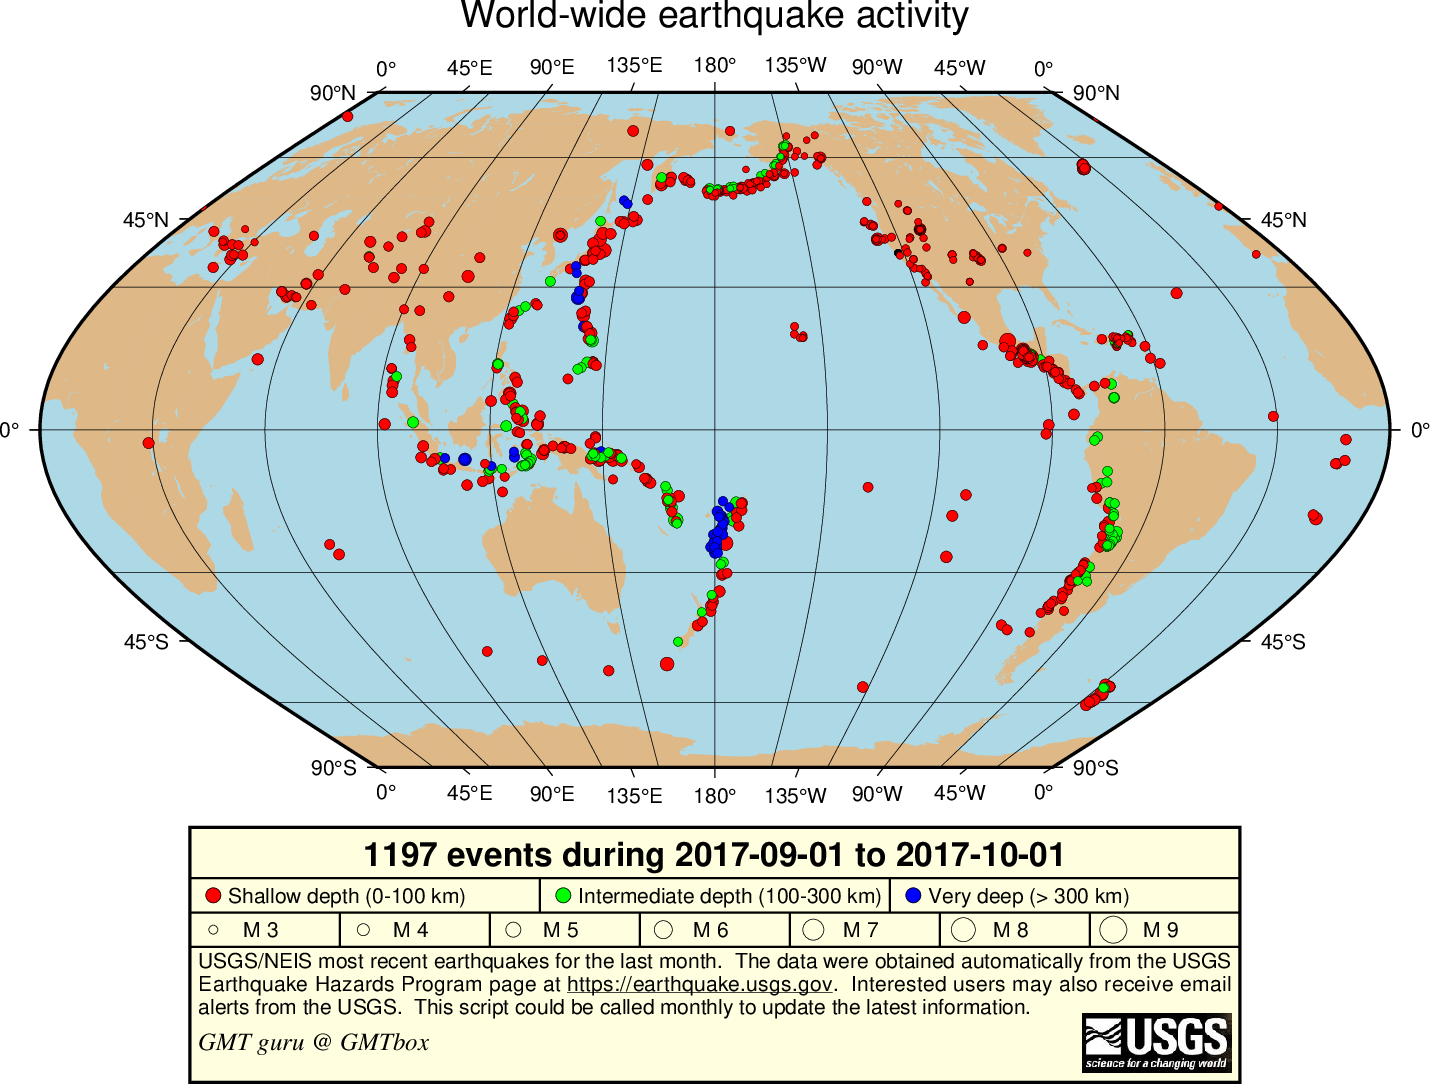 World-wide earthquake activity
0° 45°E 90°E 135°E 180° 135°W 90°W 45°W 0°
90°N 90°N
45°N 45°N
0° 0°
45°S 45°S
90°S 90°S
0° 45°E 90°E 135°E 180° 135°W 90°W 45°W 0°
1197 events during 2017-09-01 to 2017-10-01
Shallow depth (0-100 km) Intermediate depth (100-300 km) Very deep (> 300 km)
M 3 M 4 M 5 M 6 M 7 M 8 M 9
USGS/NEIS most recent earthquakes for the last month. The data were obtained automatically from the USGS
Earthquake Hazards Program page at https://earthquake.usgs.gov. Interested users may also receive email
alerts from the USGS. This script could be called monthly to update the latest information.
GMT guru @ GMTbox
USGS
science for a changing world